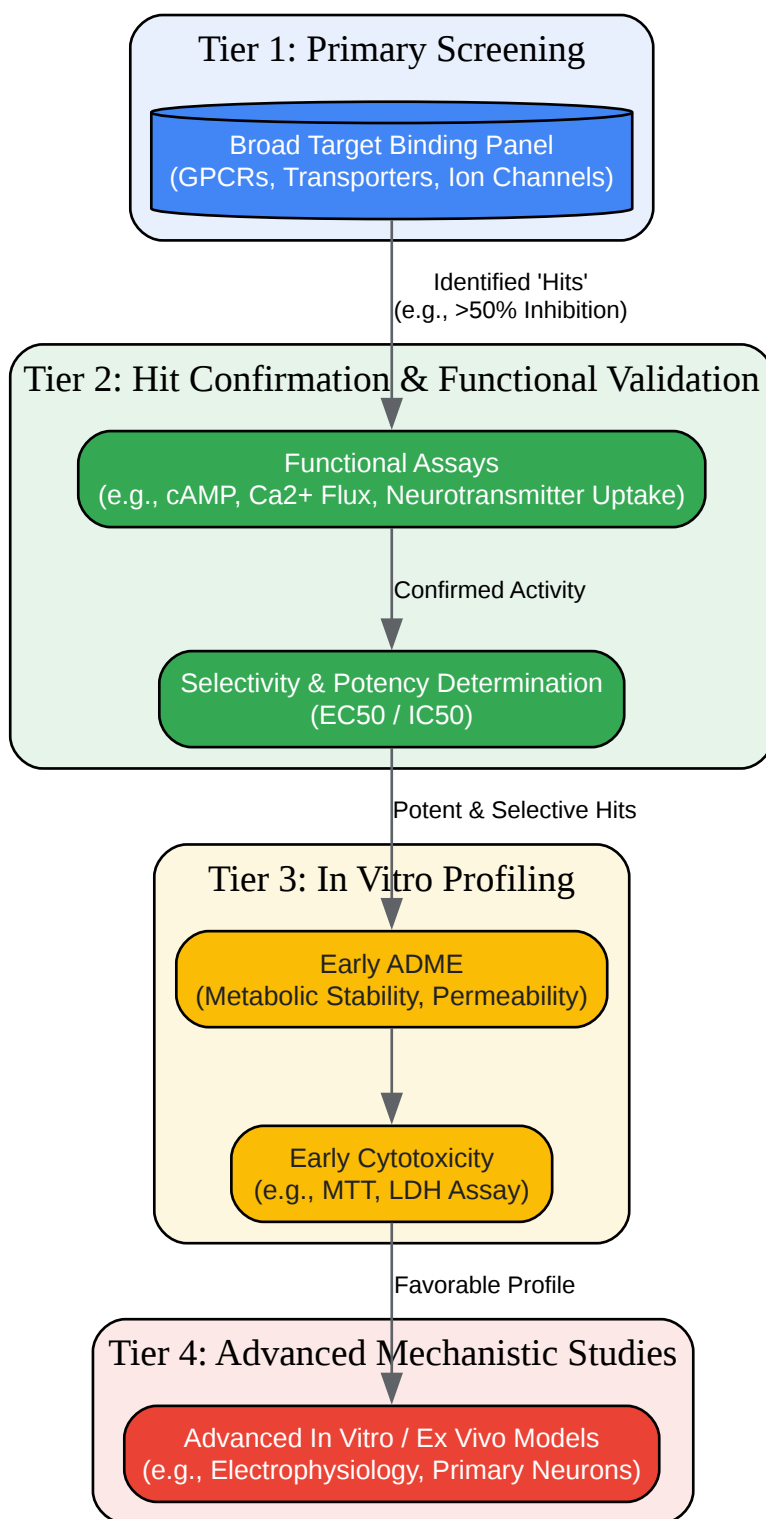 Tier 1: Primary Screening
Broad Target Binding Panel
(GPCRs, Transporters, Ion Channels)
Identified 'Hits'
(e.g., >50% Inhibition)
Tier 2: Hit Confirmation & Functional Validation
Functional Assays
(e.g., cAMP, Ca2+ Flux, Neurotransmitter Uptake)
Confirmed Activity
Selectivity & Potency Determination
(EC50 / IC50)
Potent & Selective Hits
Tier 3: In Vitro Profiling
Early ADME
(Metabolic Stability, Permeability)
Early Cytotoxicity
(e.g., MTT, LDH Assay)
Favorable Profile
Tier 4: Advanced Mechanistic Studies
Advanced In Vitro / Ex Vivo Models
(e.g., Electrophysiology, Primary Neurons)